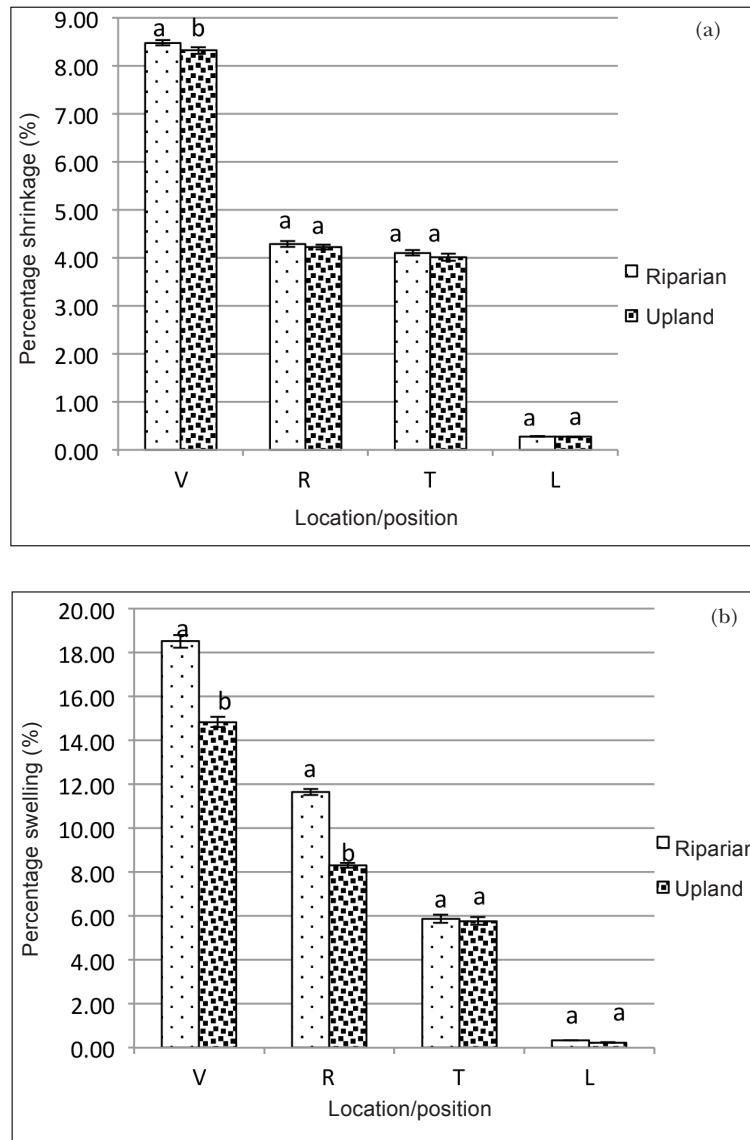 (a)
Percentage shrinkage (%)
9.00
8.00
7.00
6.00
5.00
4.00
3.00
2.00
1.00
0.00
a b
a a
a a
a a
V R T L
Location/position
Riparian
Upland
(b)
Percentage swelling (%)
20.00
18.00
16.00
14.00
12.00
10.00
8.00
6.00
4.00
2.00
0.00
a
b
a
b
a a
a a
V R T L
Location/position
Riparian
Upland